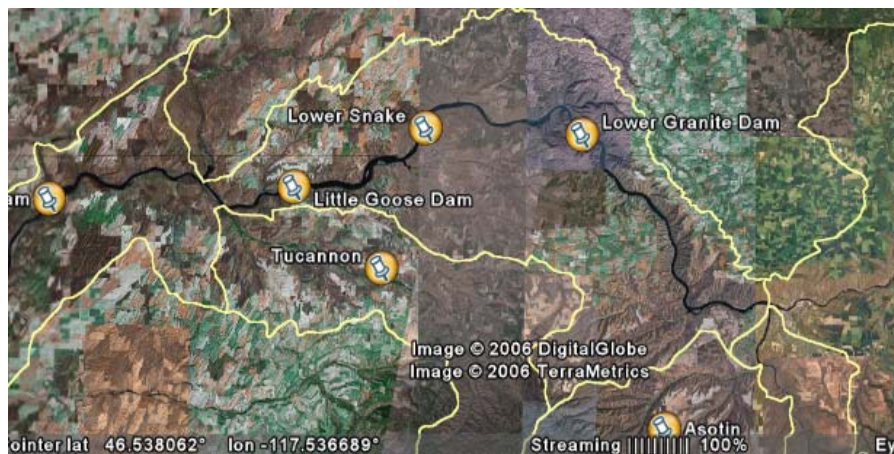 Lower Snake
Lower Granite Dam
am
Little Goose Dam
Tucannon
Image © 2006 DigitalGlobe
Image © 2006 TerraMetrics
Asotin
ointer lat 46.538062° lon -117.536689° Streaming |||||||||| 100% Ey